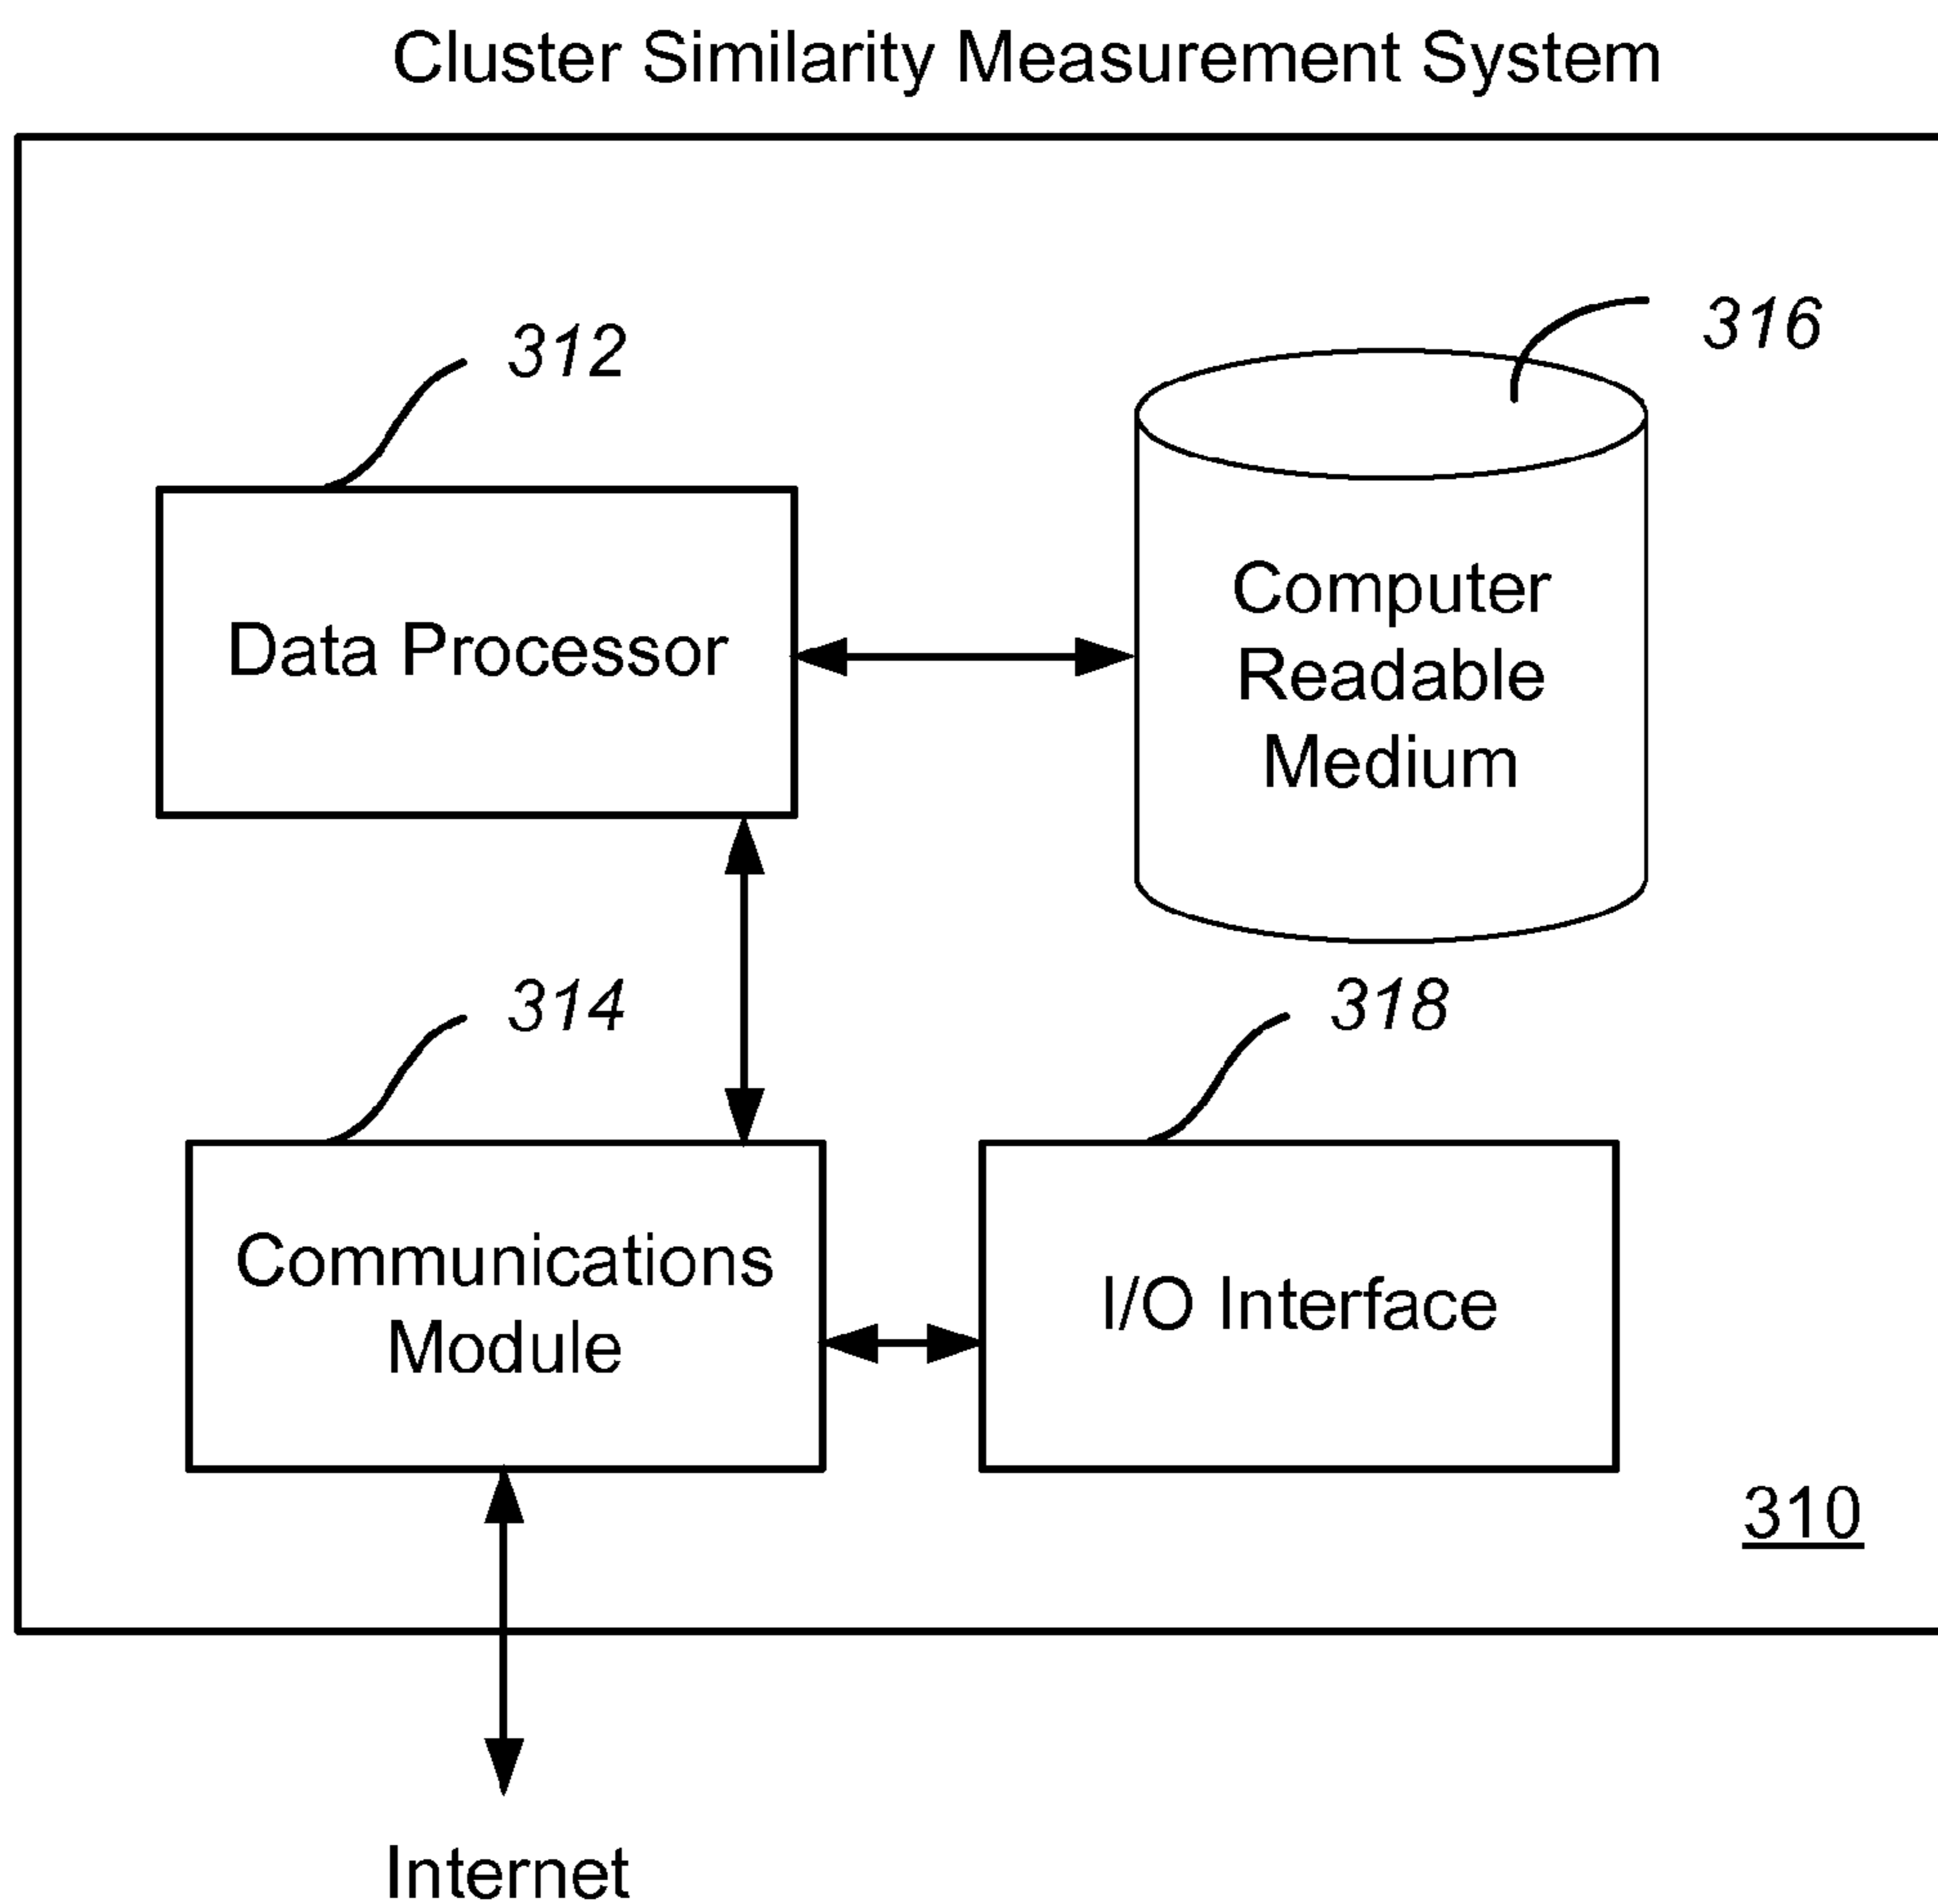 Cluster Similarity Measurement System
316
312
Computer
Readable
Medium
Data Processor
314
318
Communications
Module
I/O Interface
310
Internet